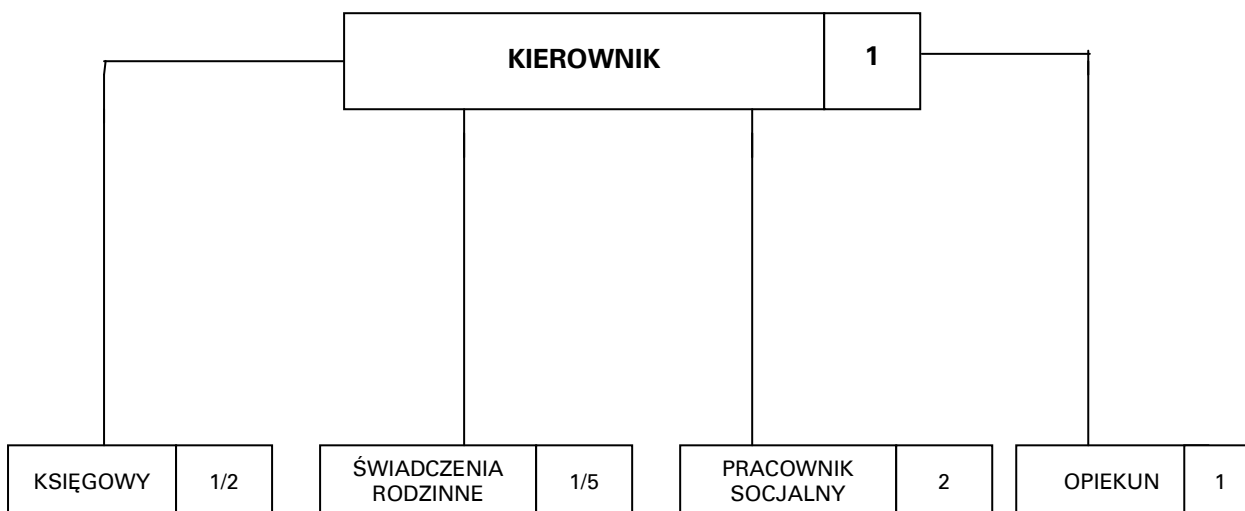 KIEROWNIK 1
KSIĘGOWY 1/2
ŚWIADCZENIA
RODZINNE 1/5
PRACOWNIK
SOCJALNY 2
OPIEKUN 1